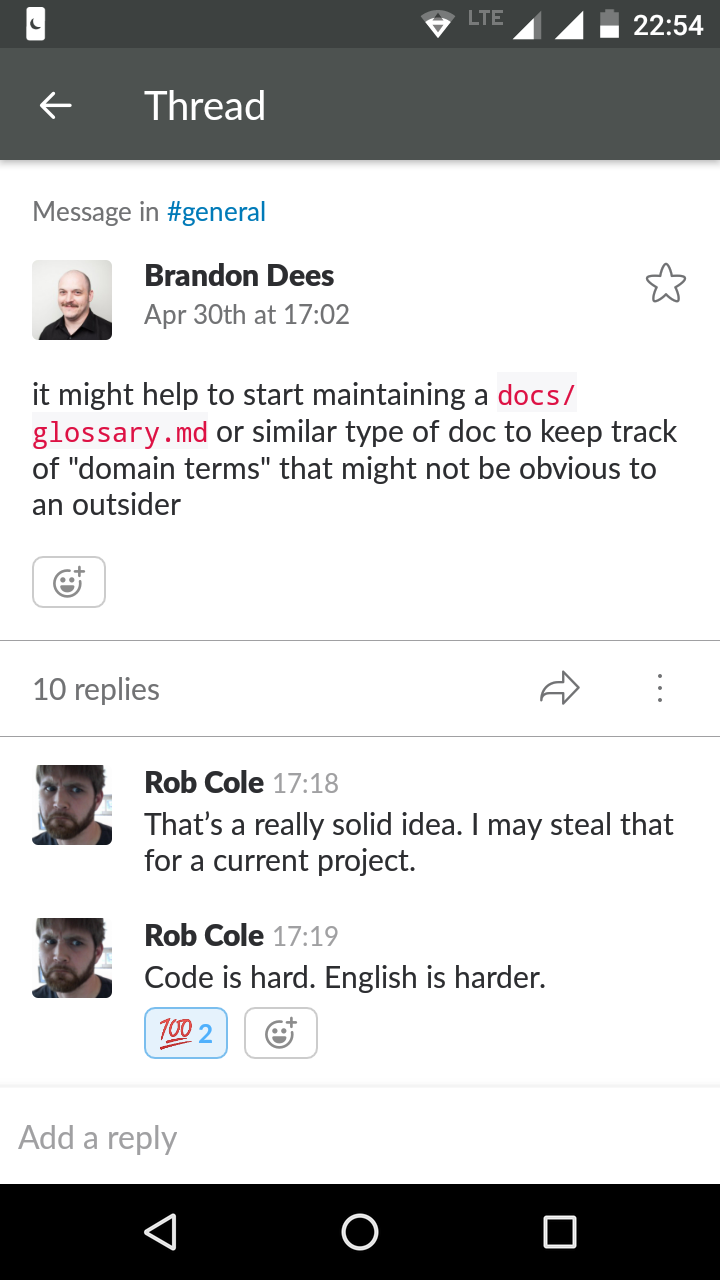 LTE 22:54
Thread
Message in #general
Brandon Dees
Apr 30th at 17:02
it might help to start maintaining a docs/
glossary.md or similar type of doc to keep track
of "domain terms" that might not be obvious to
an outsider
10 replies
Rob Cole 17:18
That’s a really solid idea. I may steal that
for a current project.
Rob Cole 17:19
Code is hard. English is harder.
💯 2
Add a reply